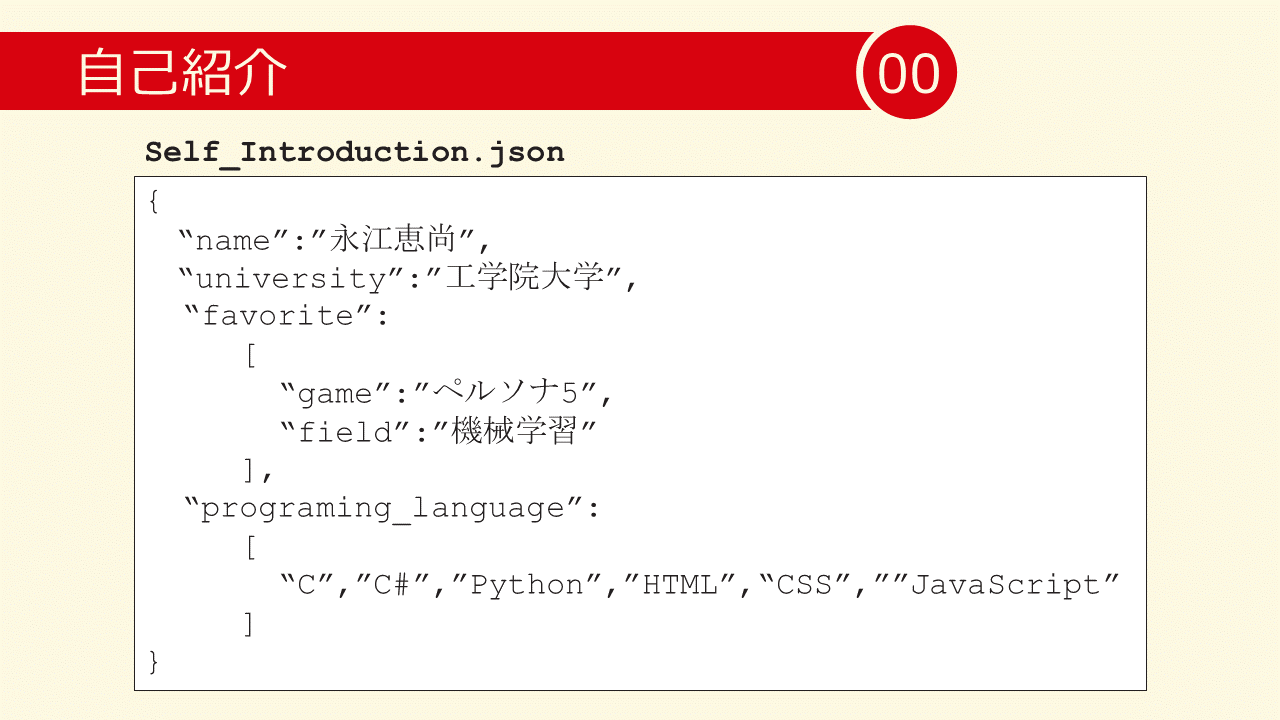 自己紹介
00
Self_Introduction.json
{
“name”:”永江恵尚”,
“university”:”工学院大学”,
“favorite”:
[
“game”:”ペルソナ5”,
“field”:”機械学習”
],
“programing_language”:
[
“C”,”C#”,”Python”,”HTML”,“CSS”,””JavaScript”
]
}